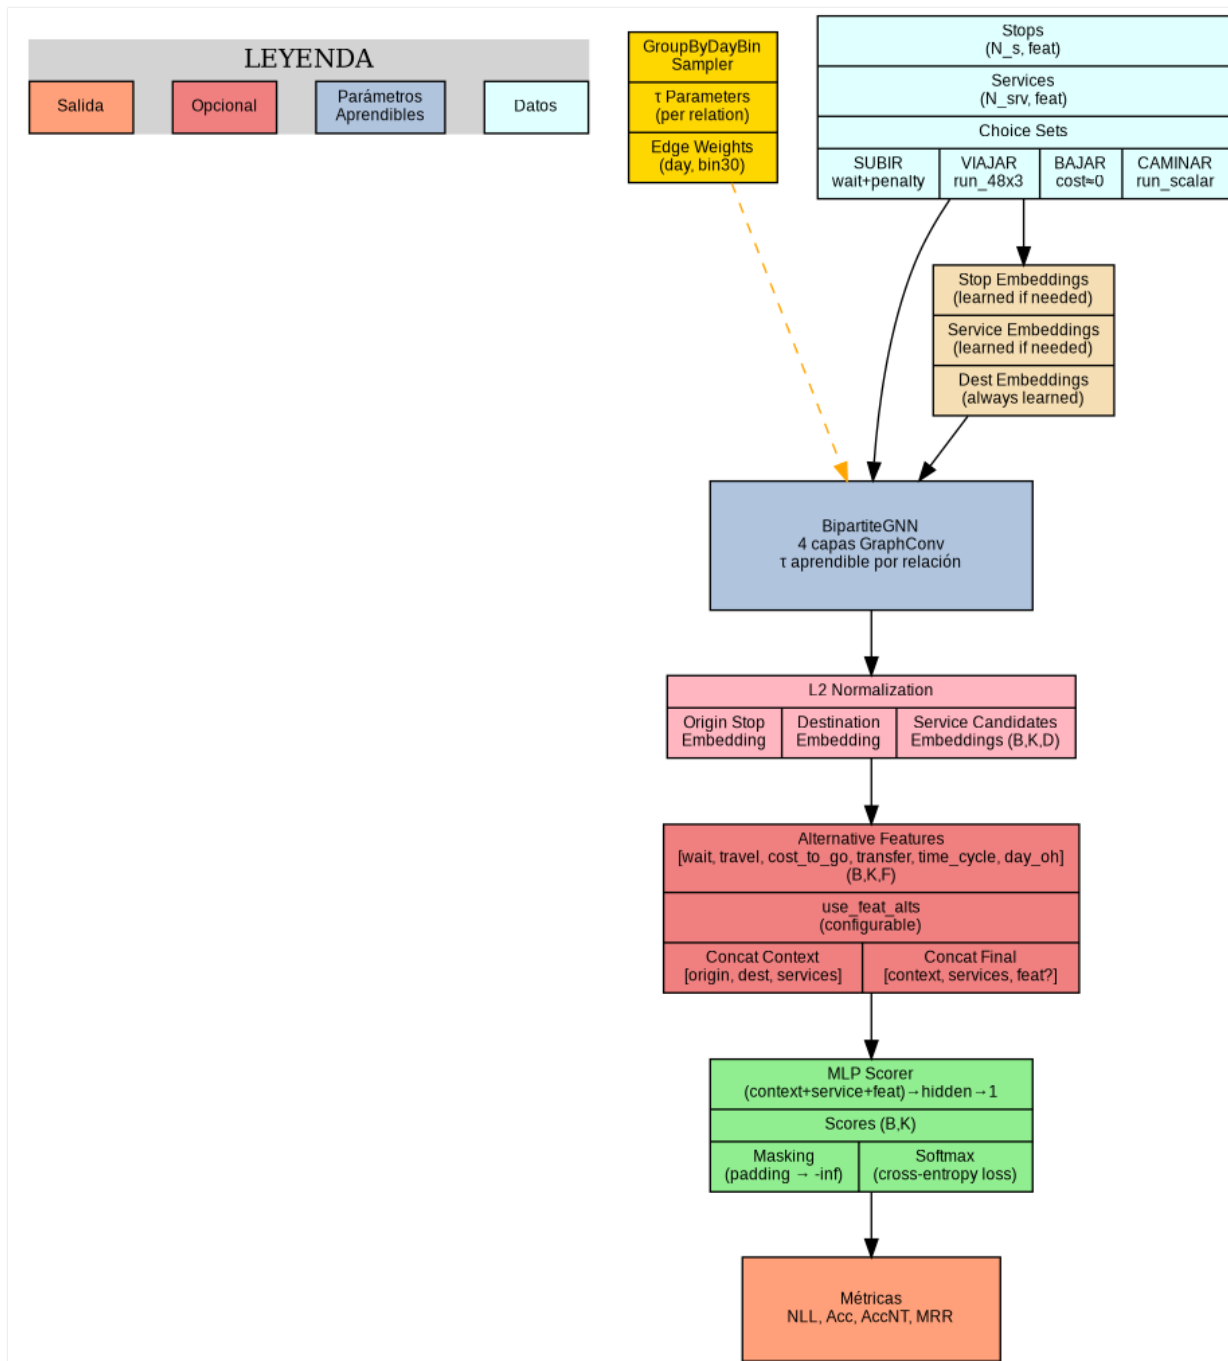 LEYENDA
Salida
Opcional
Parámetros
Aprendibles
Datos
GroupByDayBin
Sampler
τ Parameters
(per relation)
Edge Weights
(day, bin30)
Stops
(N_s, feat)
Services
(N_srv, feat)
Choice Sets
SUBIR
wait+penalty
VIAJAR
run_48x3
BAJAR
cost≈0
CAMINAR
run_scalar
Stop Embeddings
(learned if needed)
Service Embeddings
(learned if needed)
Dest Embeddings
(always learned)
BipartiteGNN
4 capas GraphConv
τ aprendible por relación
L2 Normalization
Origin Stop
Embedding
Destination
Embedding
Service Candidates
Embeddings (B,K,D)
Alternative Features
[wait, travel, cost_to_go, transfer, time_cycle, day_oh]
(B,K,F)
use_feat_alts
(configurable)
Concat Context
[origin, dest, services]
Concat Final
[context, services, feat?]
MLP Scorer
(context+service+feat)→hidden→1
Scores (B,K)
Masking
(padding → -inf)
Softmax
(cross-entropy loss)
Métricas
NLL, Acc, AccNT, MRR